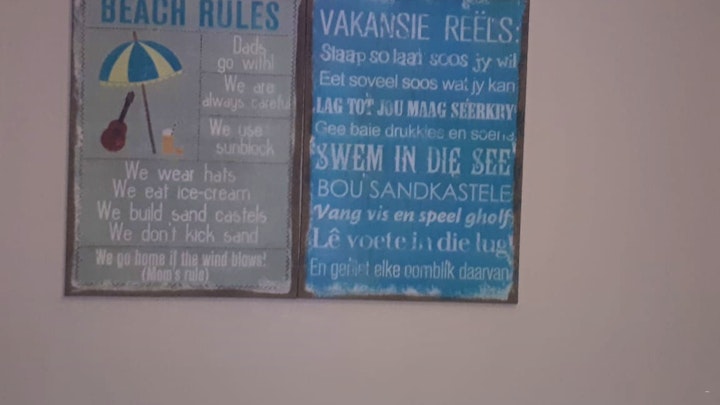 BEACH RULES
Dads
go with!
We are
always careful
We use
sunblock
We wear hats
We eat ice-cream
We build sand castels
We don't kick sand
We go home if the wind blows!
(Mom's rule)
VAKANSIE REËLS:
Slaap so laat soos jy wil
Eet soveel soos wat jy kan
LAG TOT JOU MAAG SEERKRY
Gee baie drukkies en soene
SWEM IN DIE SEE
BOU SANDKASTELE
Vang vis en speel gholf
Lê voete in die lug!
En geniet elke oomblik daarvan